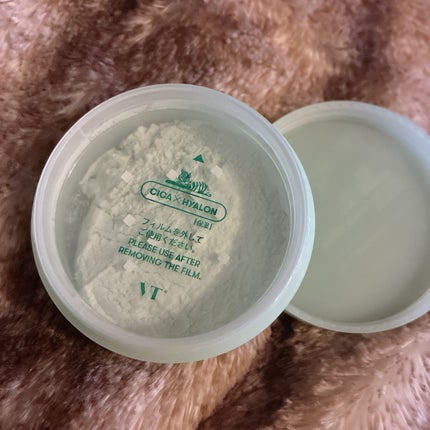 CICA×HYALON
[保湿]
フィルムを外して
ご使用ください。
PLEASE USE AFTER
REMOVING THE FILM.
VT®